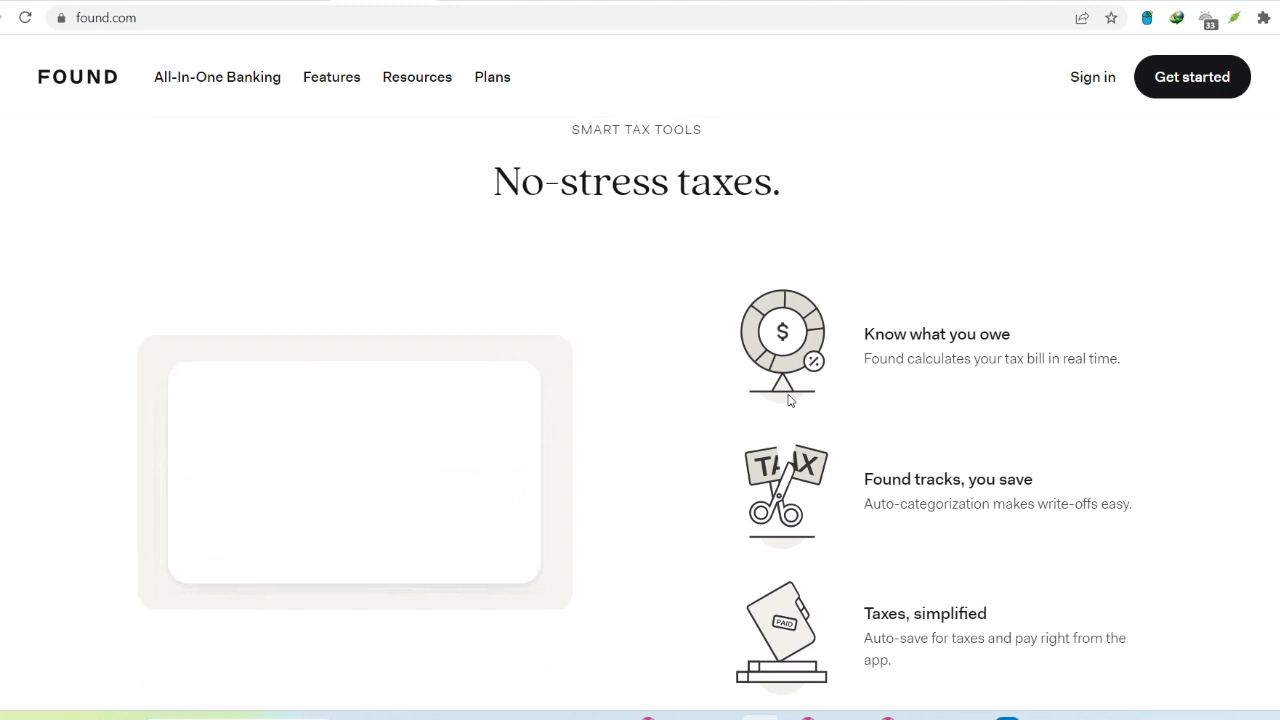 found.com
33
FOUND
All-In-One Banking
Features
Resources
Plans
Sign in
Get started
SMART TAX TOOLS
No-stress taxes.
$
%
Know what you owe
Found calculates your tax bill in real time.
TAX
Found tracks, you save
Auto-categorization makes write-offs easy.
PAID
Taxes, simplified
Auto-save for taxes and pay right from the
app.